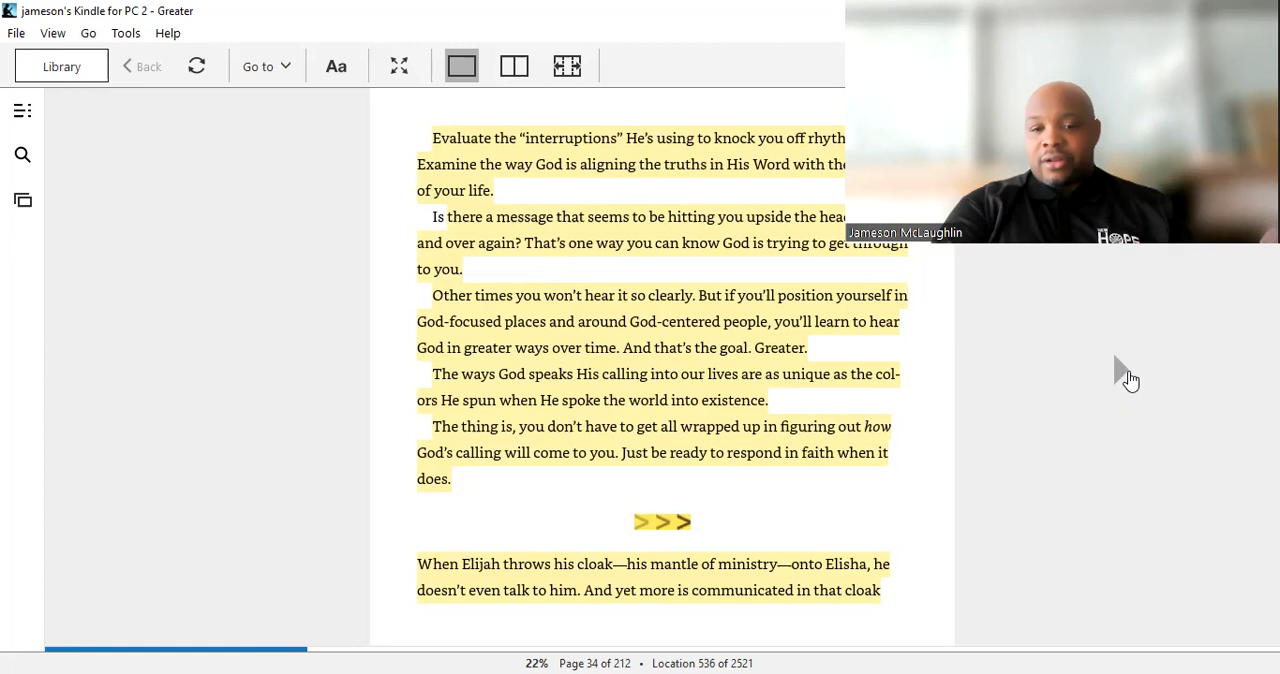 jameson's Kindle for PC 2 - Greater
File View Go Tools Help
Library Back Go to Aa
Evaluate the “interruptions” He’s using to knock you off
Examine the way God is aligning the truths in His Word with
of your life.
Is there a message that seems to be hitting you upside the
and over again? That’s one way you can know God is trying to get through
to you.
Other times you won’t hear it so clearly. But if you’ll position yourself in
God-focused places and around God-centered people, you’ll learn to hear
God in greater ways over time. And that’s the goal. Greater.
The ways God speaks His calling into our lives are as unique as the col-
ors He spun when He spoke the world into existence.
The thing is, you don’t have to get all wrapped up in figuring out how
God’s calling will come to you. Just be ready to respond in faith when it
does.
> > >
When Elijah throws his cloak—his mantle of ministry—onto Elisha, he
doesn’t even talk to him. And yet more is communicated in that cloak
22% Page 34 of 212 • Location 536 of 2521
Jameson McLaughlin
HOPE